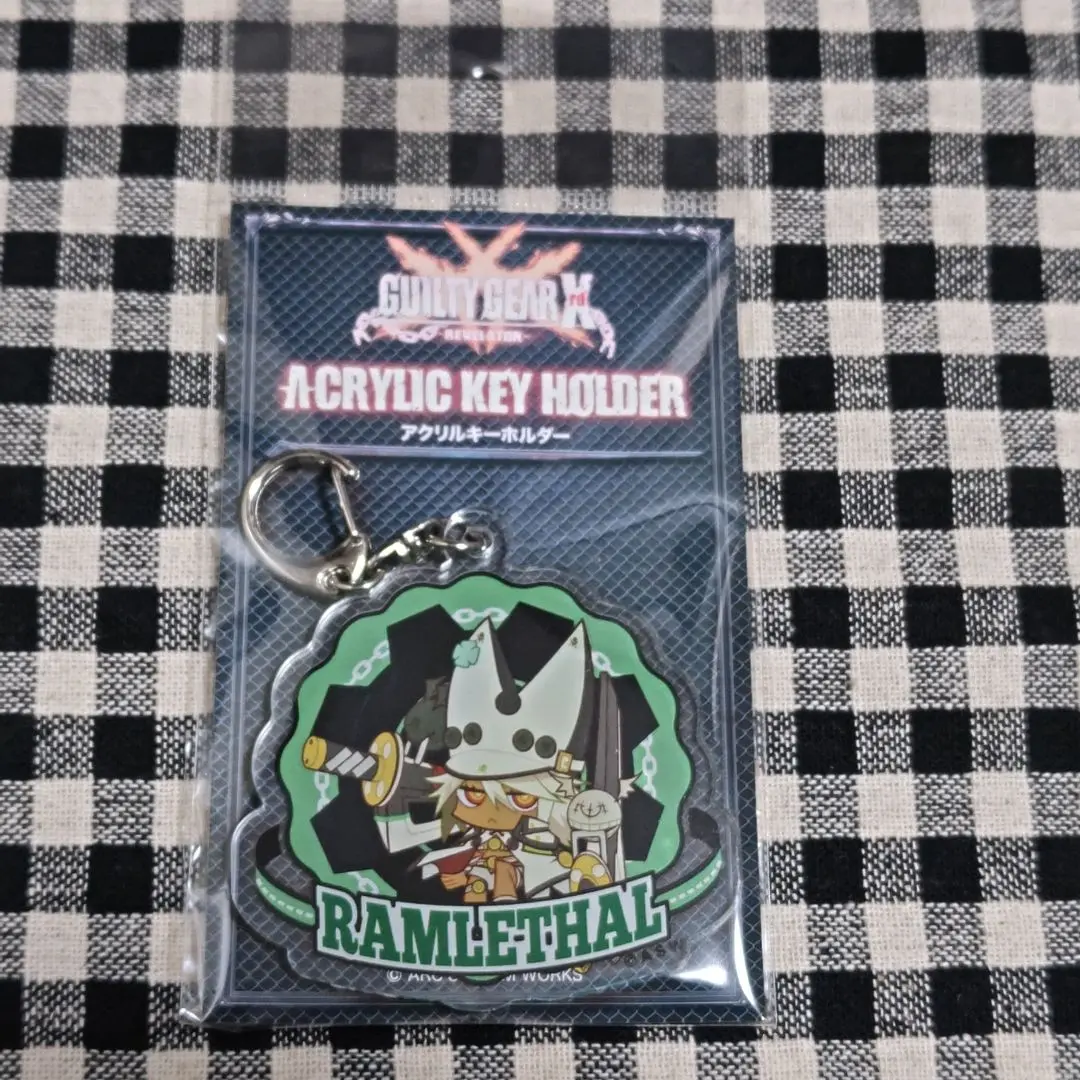 GUILTY GEAR Xrd
-REVELATOR-
ACRYLIC KEY HOLDER
アクリルキーホルダー
RAMLETHAL
©ASW
© ARC S M WORKS